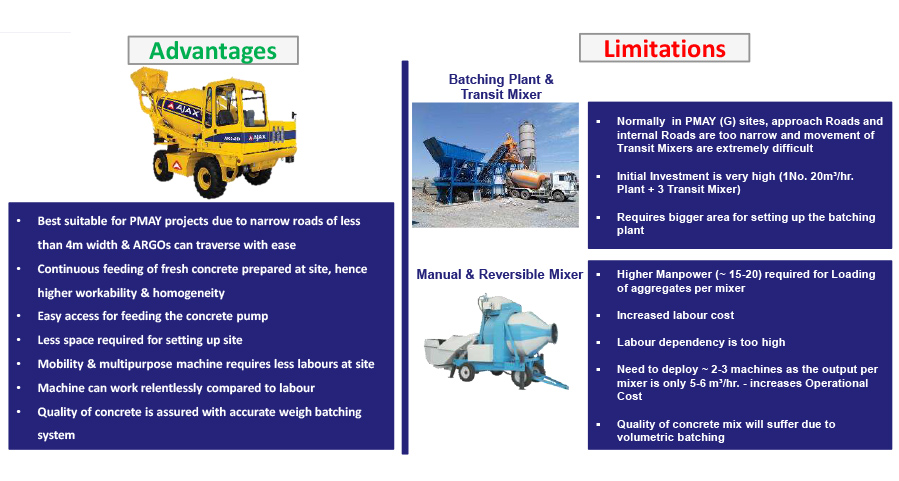 Advantages
AJAX
AJAX
• Best suitable for PMAY projects due to narrow roads of less
than 4m width & ARGOs can traverse with ease
• Continuous feeding of fresh concrete prepared at site, hence
higher workability & homogeneity
• Easy access for feeding the concrete pump
• Less space required for setting up site
• Mobility & multipurpose machine requires less labours at site
• Machine can work relentlessly compared to labour
• Quality of concrete is assured with accurate weigh batching
system
Limitations
Batching Plant &
Transit Mixer
▪ Normally in PMAY (G) sites, approach Roads and
internal Roads are too narrow and movement of
Transit Mixers are extremely difficult
▪ Initial Investment is very high (1No. 20m³/hr.
Plant + 3 Transit Mixer)
▪ Requires bigger area for setting up the batching
plant
Manual & Reversible Mixer
▪ Higher Manpower (~ 15-20) required for Loading
of aggregates per mixer
▪ Increased labour cost
▪ Labour dependency is too high
▪ Need to deploy ~ 2-3 machines as the output per
mixer is only 5-6 m³/hr. - increases Operational
Cost
▪ Quality of concrete mix will suffer due to
volumetric batching